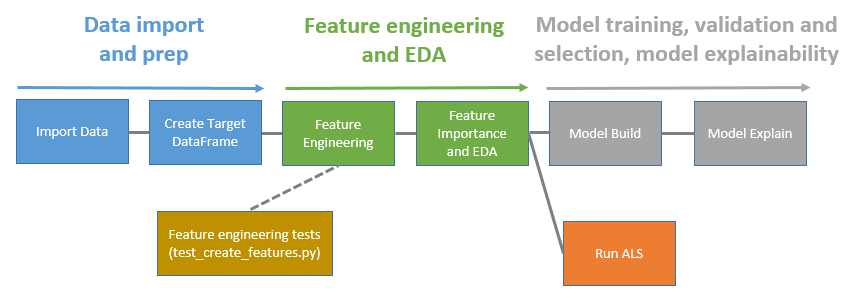 Data import
and prep
Feature engineering
and EDA
Model training, validation and
selection, model explainability
Import Data
Create Target
DataFrame
Feature
Engineering
Feature
Importance
and EDA
Model Build
Model Explain
Feature engineering tests
(test_create_features.py)
Run ALS